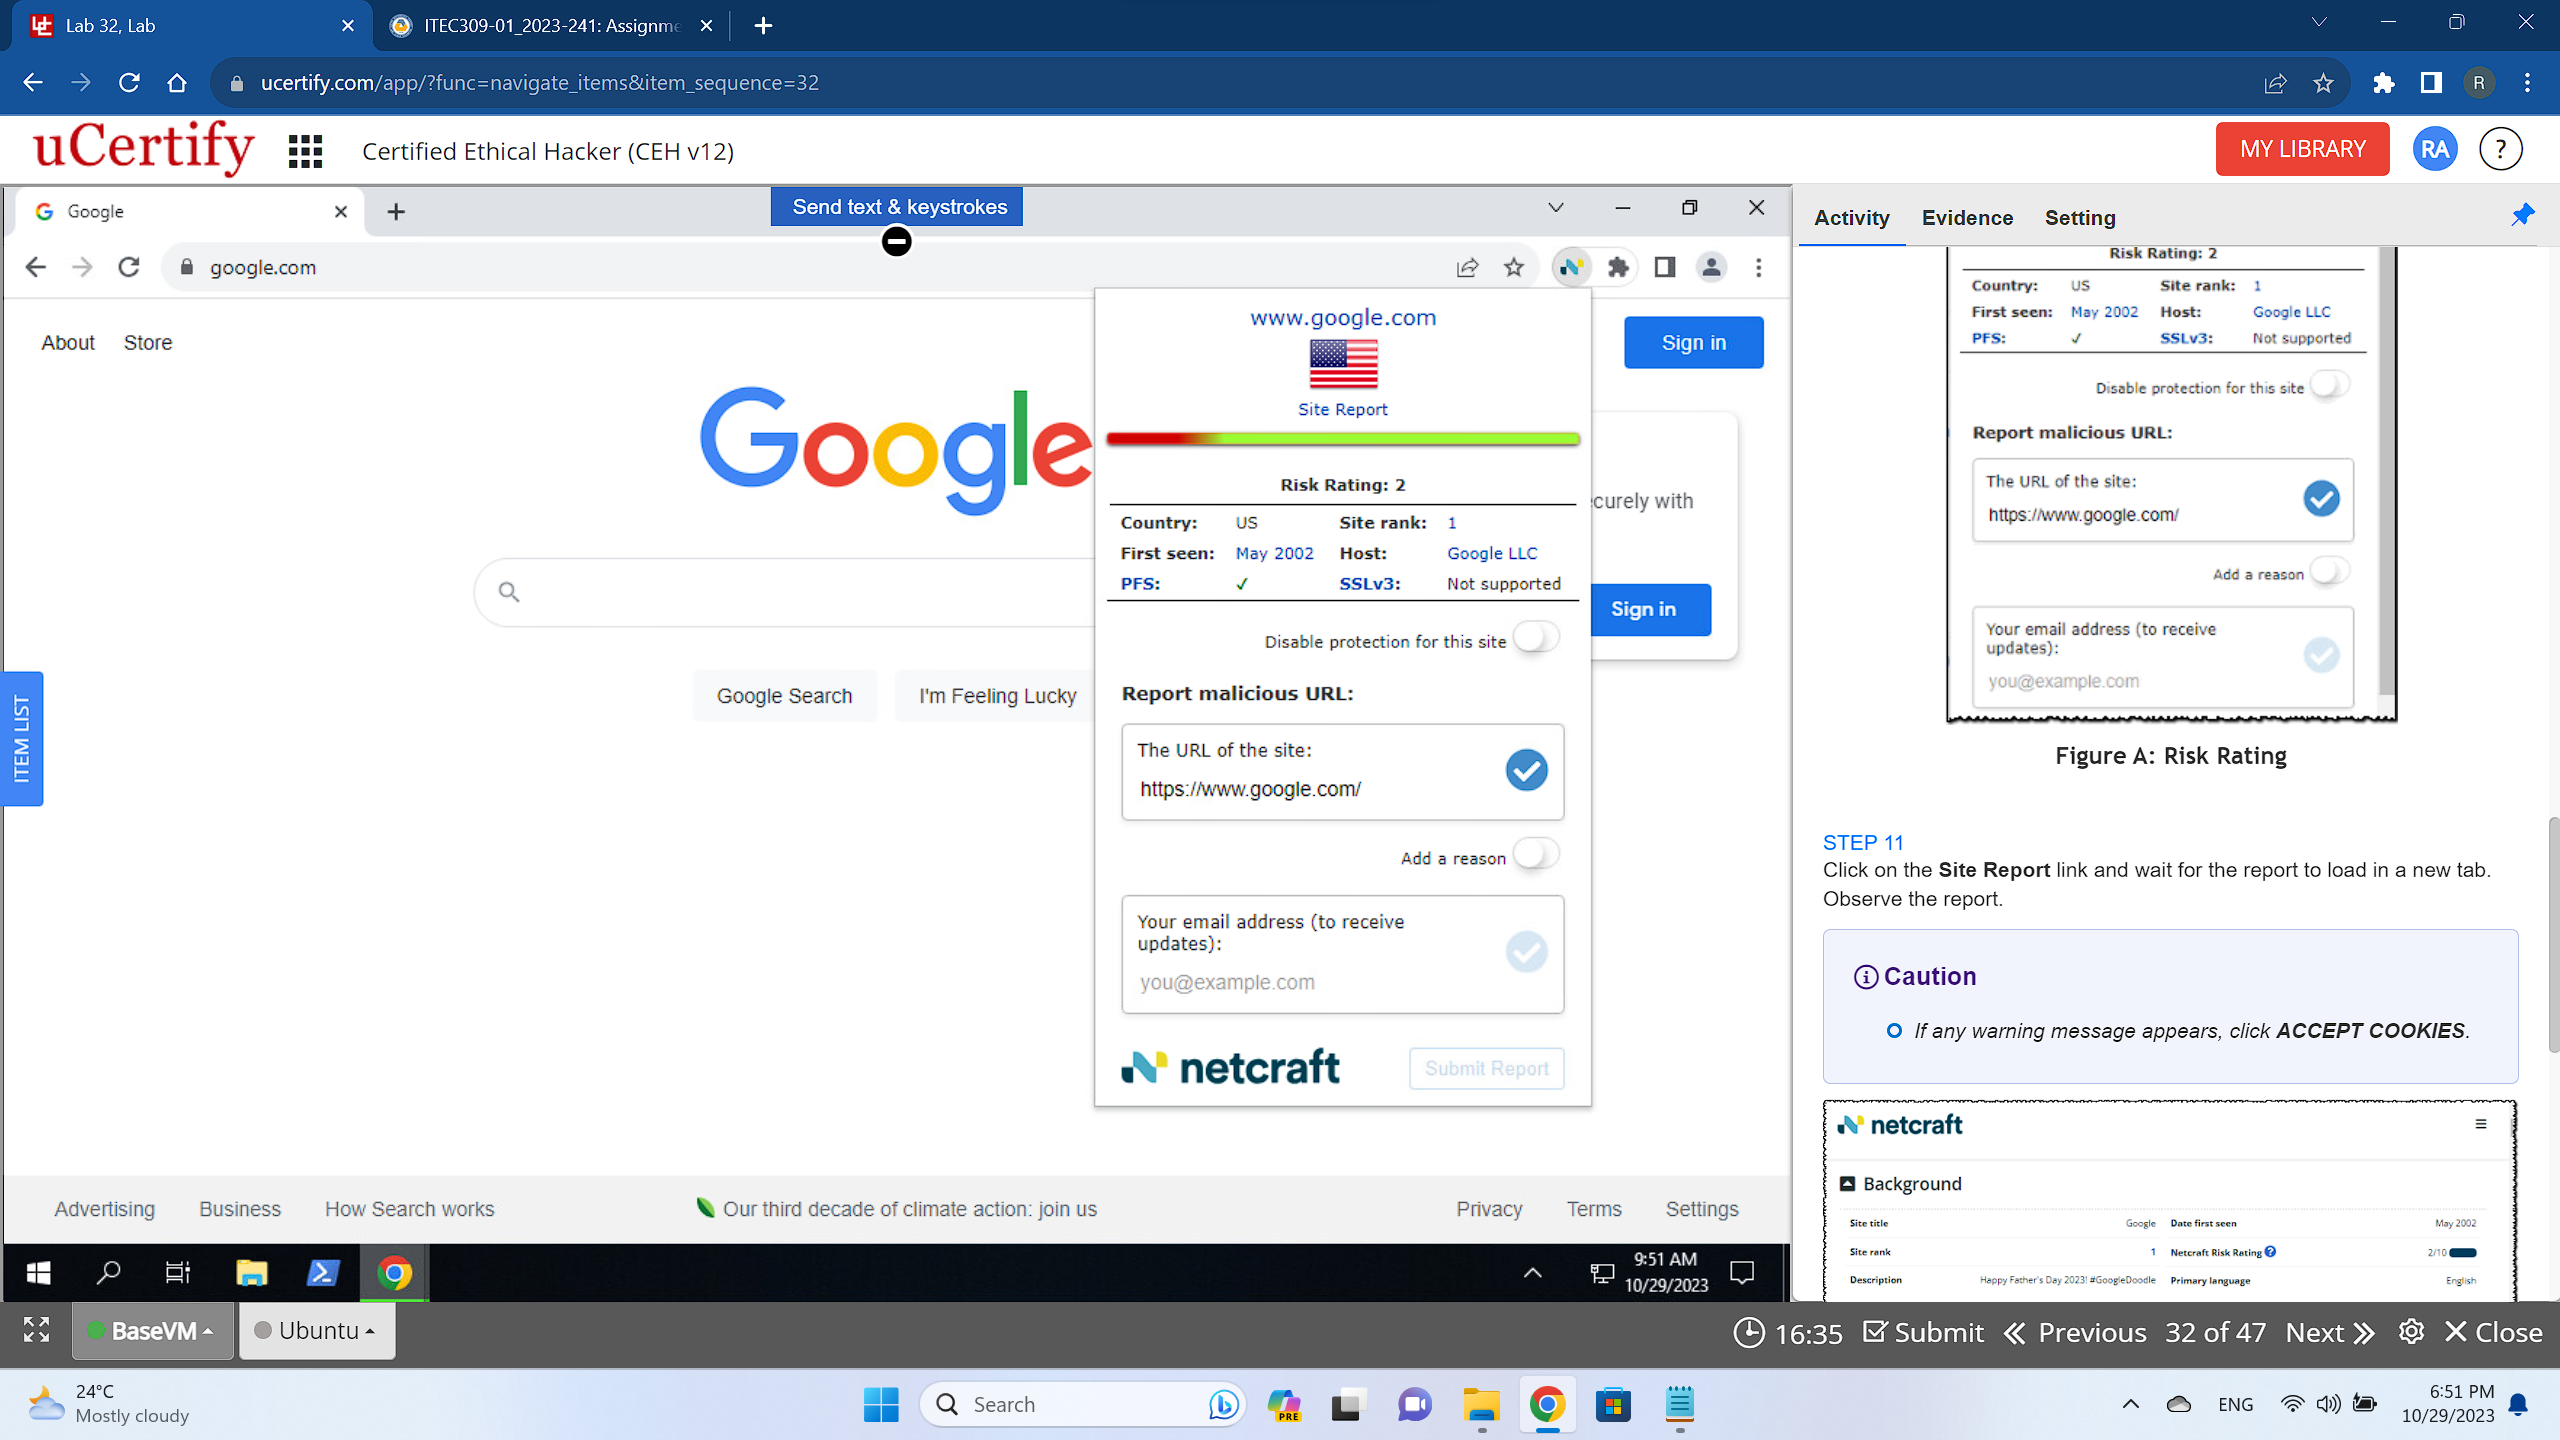 Lab 32, Lab
ITEC309-01_2023-241: Assignme
ucertify.com/app/?func=navigate_items&item_sequence=32
R
uCertify
Certified Ethical Hacker (CEH v12)
MY LIBRARY
RA
?
Google
Send text & keystrokes
google.com
About
Store
Sign in
Google
curely with
Sign in
Google Search
I'm Feeling Lucky
ITEM LIST
www.google.com
Site Report
Risk Rating: 2
Country: US Site rank: 1
First seen: May 2002 Host: Google LLC
PFS: ✓ SSLv3: Not supported
Disable protection for this site
Report malicious URL:
The URL of the site:
https://www.google.com/
Add a reason
Your email address (to receive
updates):
you@example.com
netcraft
Submit Report
Advertising
Business
How Search works
Our third decade of climate action: join us
Privacy
Terms
Settings
9:51 AM
10/29/2023
Activity
Evidence
Setting
Risk Rating: 2
Country: US Site rank: 1
First seen: May 2002 Host: Google LLC
PFS: ✓ SSLv3: Not supported
Disable protection for this site
Report malicious URL:
The URL of the site:
https://www.google.com/
Add a reason
Your email address (to receive
updates):
you@example.com
Figure A: Risk Rating
STEP 11
Click on the Site Report link and wait for the report to load in a new tab.
Observe the report.
Caution
If any warning message appears, click ACCEPT COOKIES.
netcraft
Background
Site title Google Date first seen May 2002
Site rank 1 Netcraft Risk Rating 2/10
Description Happy Father's Day 2023! #GoogleDoodle Primary language English
BaseVM
Ubuntu
16:35
Submit
Previous
32 of 47
Next
Close
24°C
Mostly cloudy
Search
PRE
ENG
6:51 PM
10/29/2023